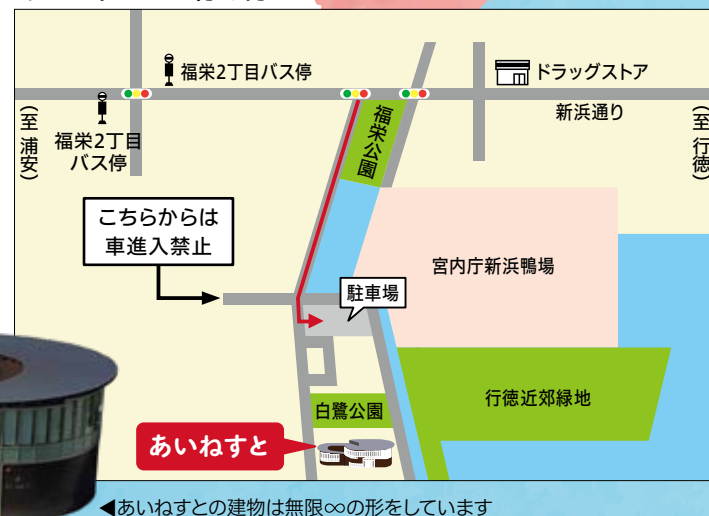 福栄2丁目バス停
ドラッグストア
新浜通り
(至 浦安)
福栄2丁目
バス停
福栄公園
(至 行徳)
こちらからは
車進入禁止
宮内庁新浜鴨場
駐車場
行徳近郊緑地
白鷺公園
あいねすと
◀あいねすとの建物は無限∞の形をしています